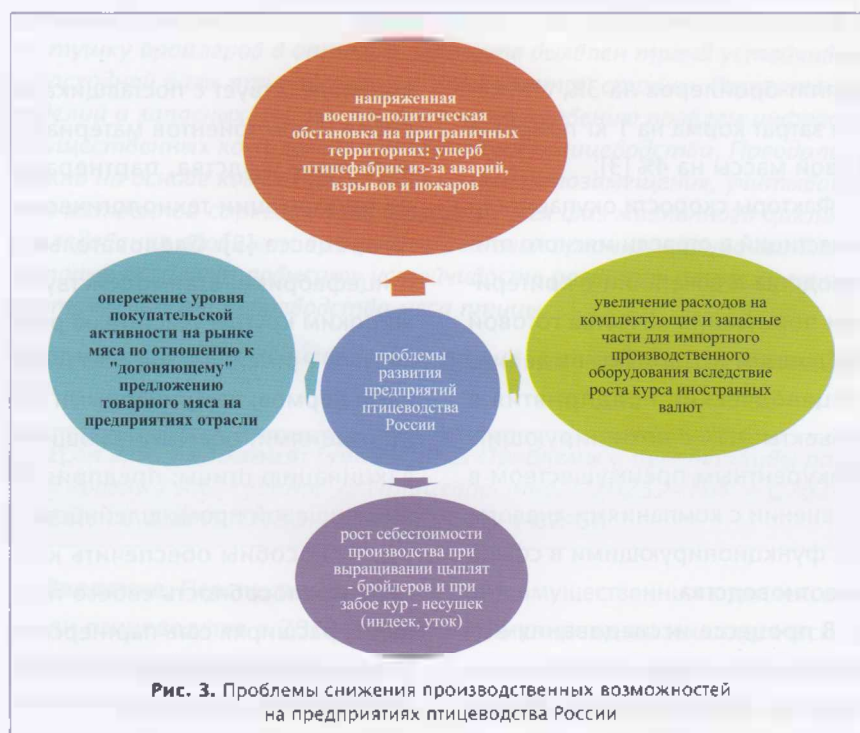 напряженная
военно-политическая
обстановка на приграничных
территориях: ущерб
птицефабрик из-за аварий,
взрывов и пожаров
опережение уровня
покупательской
активности на рынке
мяса по отношению к
"догоняющему"
предложению
товарного мяса на
предприятиях отрасли
проблемы
развития
предприятий
птицеводства
России
увеличение расходов на
комплектующие и запасные
части для импортного
производственного
оборудования вследствие
роста курса иностранных
валют
рост себестоимости
производства при
выращивании цыплят
бройлеров и при
забое кур - несушек
(индеек, уток)
Рис. 3. Проблемы снижения производственных возможностей
на предприятиях птицеводства России